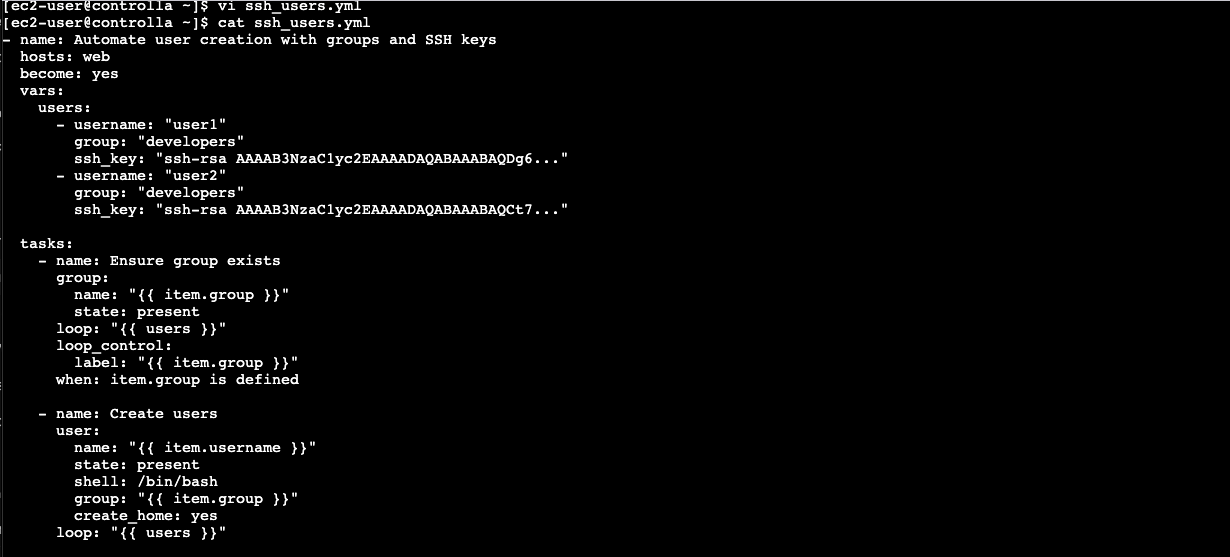 [ec2-user@controlla ~]$ vi ssh_users.yml
[ec2-user@controlla ~]$ cat ssh_users.yml
- name: Automate user creation with groups and SSH keys
  hosts: web
  become: yes
  vars:
    users:
      - username: "user1"
        group: "developers"
        ssh_key: "ssh-rsa AAAAB3NzaC1yc2EAAAADAQABAAABAQDg6..."
      - username: "user2"
        group: "developers"
        ssh_key: "ssh-rsa AAAAB3NzaC1yc2EAAAADAQABAAABAQCt7..."

  tasks:
    - name: Ensure group exists
      group:
        name: "{{ item.group }}"
        state: present
      loop: "{{ users }}"
      loop_control:
        label: "{{ item.group }}"
      when: item.group is defined

    - name: Create users
      user:
        name: "{{ item.username }}"
        state: present
        shell: /bin/bash
        group: "{{ item.group }}"
        create_home: yes
      loop: "{{ users }}"